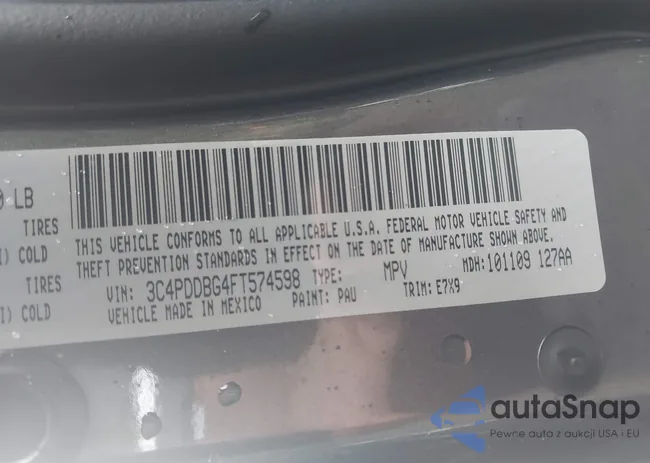 0 LB
TIRES
) COLD
TIRES
I) COLD
THIS VEHICLE CONFORMS TO ALL APPLICABLE U.S.A. FEDERAL MOTOR VEHICLE SAFETY AND
THEFT PREVENTION STANDARDS IN EFFECT ON THE DATE OF MANUFACTURE SHOWN ABOVE.
VIN: 3C4PDDBG4FT574598 TYPE: MPV MDH: 101109 127AA
VEHICLE MADE IN MEXICO PAINT: PAU TRIM: E7X9
autaSnap
Pewne auta z aukcji USA i EU